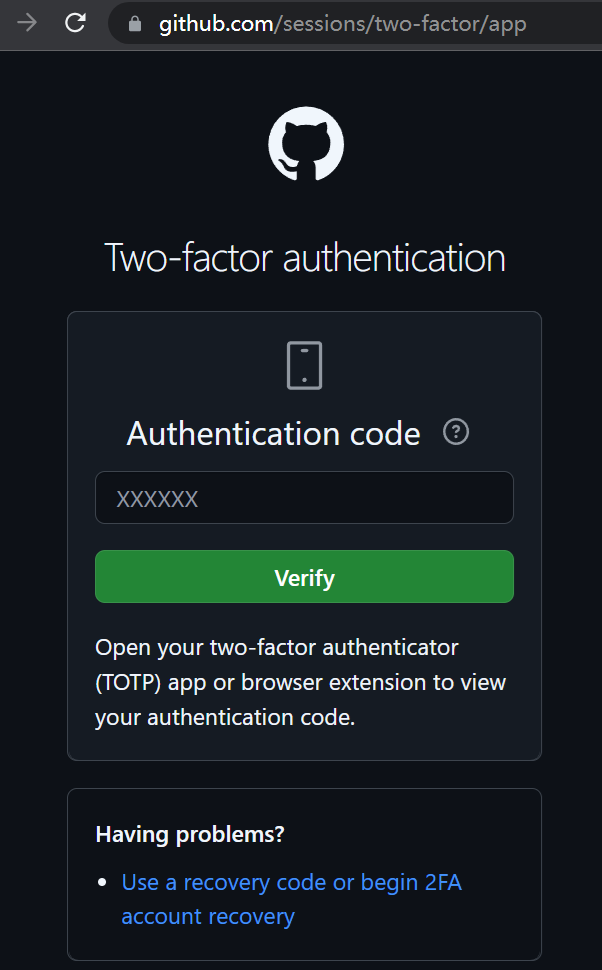 github.com/sessions/two-factor/app
Two-factor authentication
Authentication code
XXXXXX
Verify
Open your two-factor authenticator
(TOTP) app or browser extension to view
your authentication code.
Having problems?
Use a recovery code or begin 2FA
account recovery